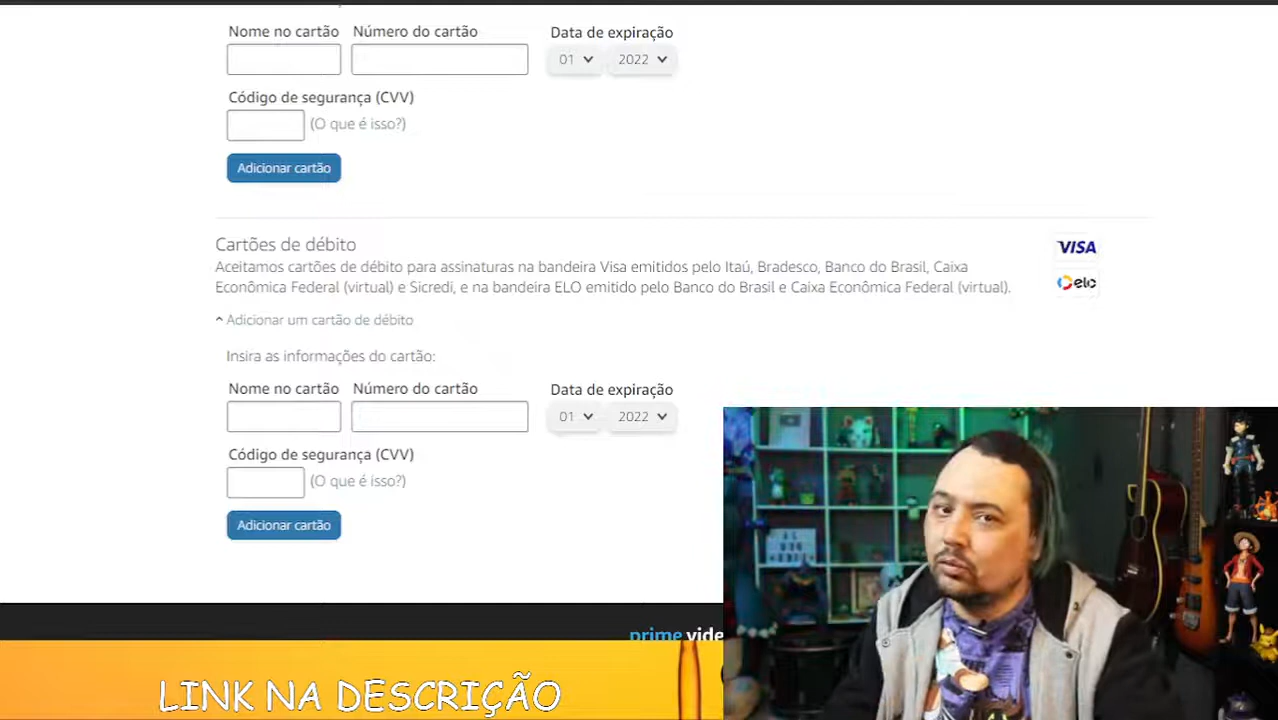 Nome no cartão Número do cartão Data de expiração
01 2022
Código de segurança (CVV)
(O que é isso?)
Adicionar cartão
Cartões de débito
VISA
Aceitamos cartões de débito para assinaturas na bandeira Visa emitidos pelo Itaú, Bradesco, Banco do Brasil, Caixa
Econômica Federal (virtual) e Sicredi, e na bandeira ELO emitido pelo Banco do Brasil e Caixa Econômica Federal (virtual).
elo
Adicionar um cartão de débito
Insira as informações do cartão:
Nome no cartão Número do cartão Data de expiração
01 2022
Código de segurança (CVV)
(O que é isso?)
Adicionar cartão
prime vide
LINK NA DESCRIÇÃO